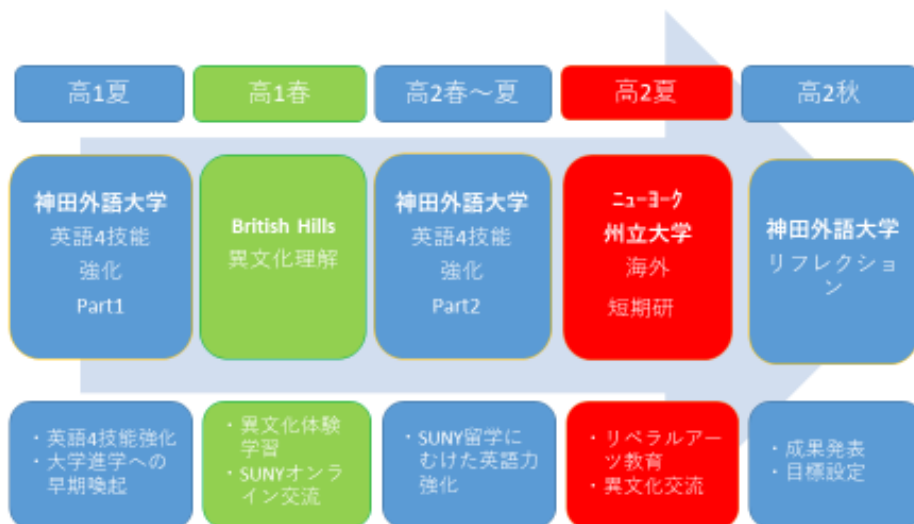 高1夏
高1春
高2春～夏
高2夏
高2秋
神田外語大学
英語4技能
強化
Part1
British Hills
異文化理解
神田外語大学
英語4技能
強化
Part2
ﾆｭｰﾖｰｸ
州立大学
海外
短期研
神田外語大学
リフレクショ
ン
・英語4技能強化
・大学進学への
早期喚起
・異文化体験
学習
・SUNYオンラ
イン交流
・SUNY留学に
むけた英語力
強化
・リベラルアー
ツ教育
・異文化交流
・成果発表
・目標設定